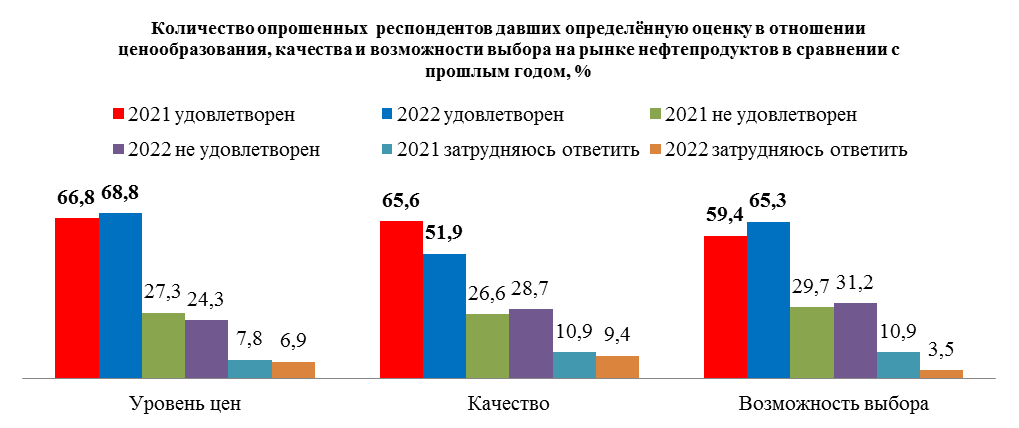 Количество опрошенных респондентов давших определённую оценку в отношении
ценообразования, качества и возможности выбора на рынке нефтепродуктов в сравнении с
прошлым годом, %
2021 удовлетворен
2022 удовлетворен
2021 не удовлетворен
2022 не удовлетворен
2021 затрудняюсь ответить
2022 затрудняюсь ответить
66,8
68,8
27,3
24,3
7,8
6,9
65,6
51,9
26,6
28,7
10,9
9,4
59,4
65,3
29,7
31,2
10,9
3,5
Уровень цен
Качество
Возможность выбора